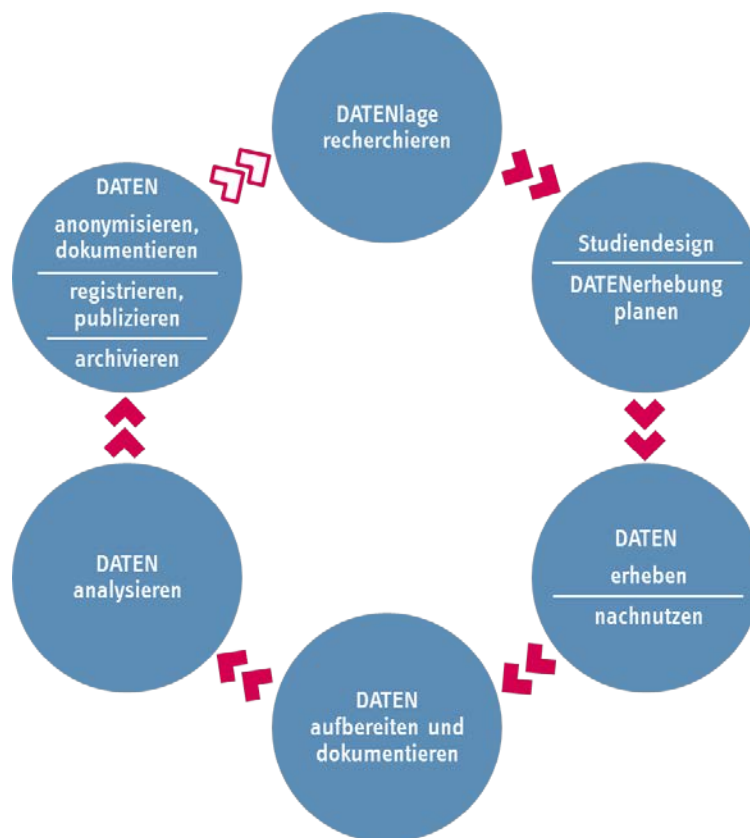 DATENlage
recherchieren
Studiendesign
DATENerhebung
planen
DATEN
erheben
nachnutzen
DATEN
aufbereiten und
dokumentieren
DATEN
analysieren
DATEN
anonymisieren,
dokumentieren
registrieren,
publizieren
archivieren